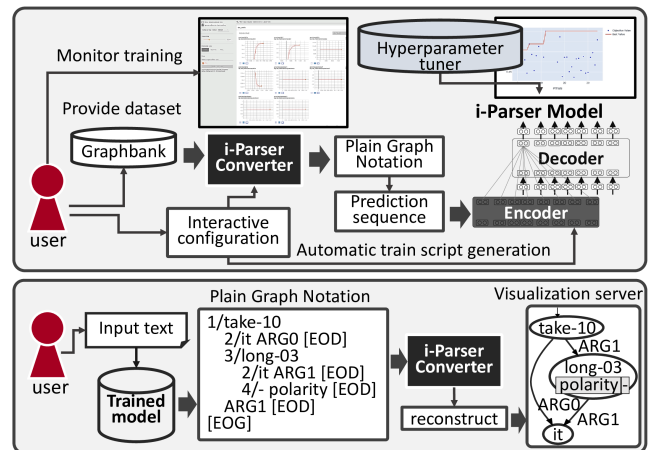 Monitor training
Hyperparameter
tuner
Provide dataset
Graphbank
i-Parser
Converter
Plain Graph
Notation
i-Parser Model
Decoder
Prediction
sequence
Encoder
user
Interactive
configuration
Automatic train script generation
Plain Graph Notation
Visualization server
Input text
user
Trained
model
1/take-10
2/it ARG0 [EOD]
3/long-03
2/it ARG1 [EOD]
4/- polarity [EOD]
ARG1 [EOD]
[EOG]
i-Parser
Converter
reconstruct
take-10
ARG1
long-03
polarity -
ARG0
ARG1
it